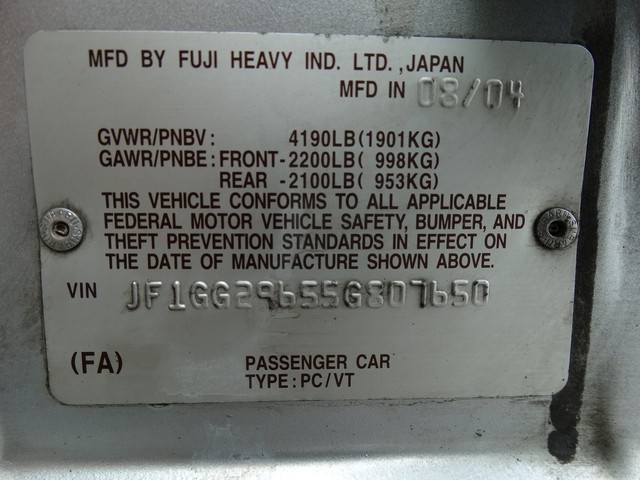 MFD BY FUJI HEAVY IND. LTD., JAPAN
MFD IN 08/04
GVWR/PNBV: 4190LB(1901KG)
GAWR/PNBE: FRONT-2200LB( 998KG)
REAR -2100LB( 953KG)
THIS VEHICLE CONFORMS TO ALL APPLICABLE
FEDERAL MOTOR VEHICLE SAFETY, BUMPER, AND
THEFT PREVENTION STANDARDS IN EFFECT ON
THE DATE OF MANUFACTURE SHOWN ABOVE.
VIN JF1GG29655G807650
(FA) PASSENGER CAR
TYPE:PC/VT